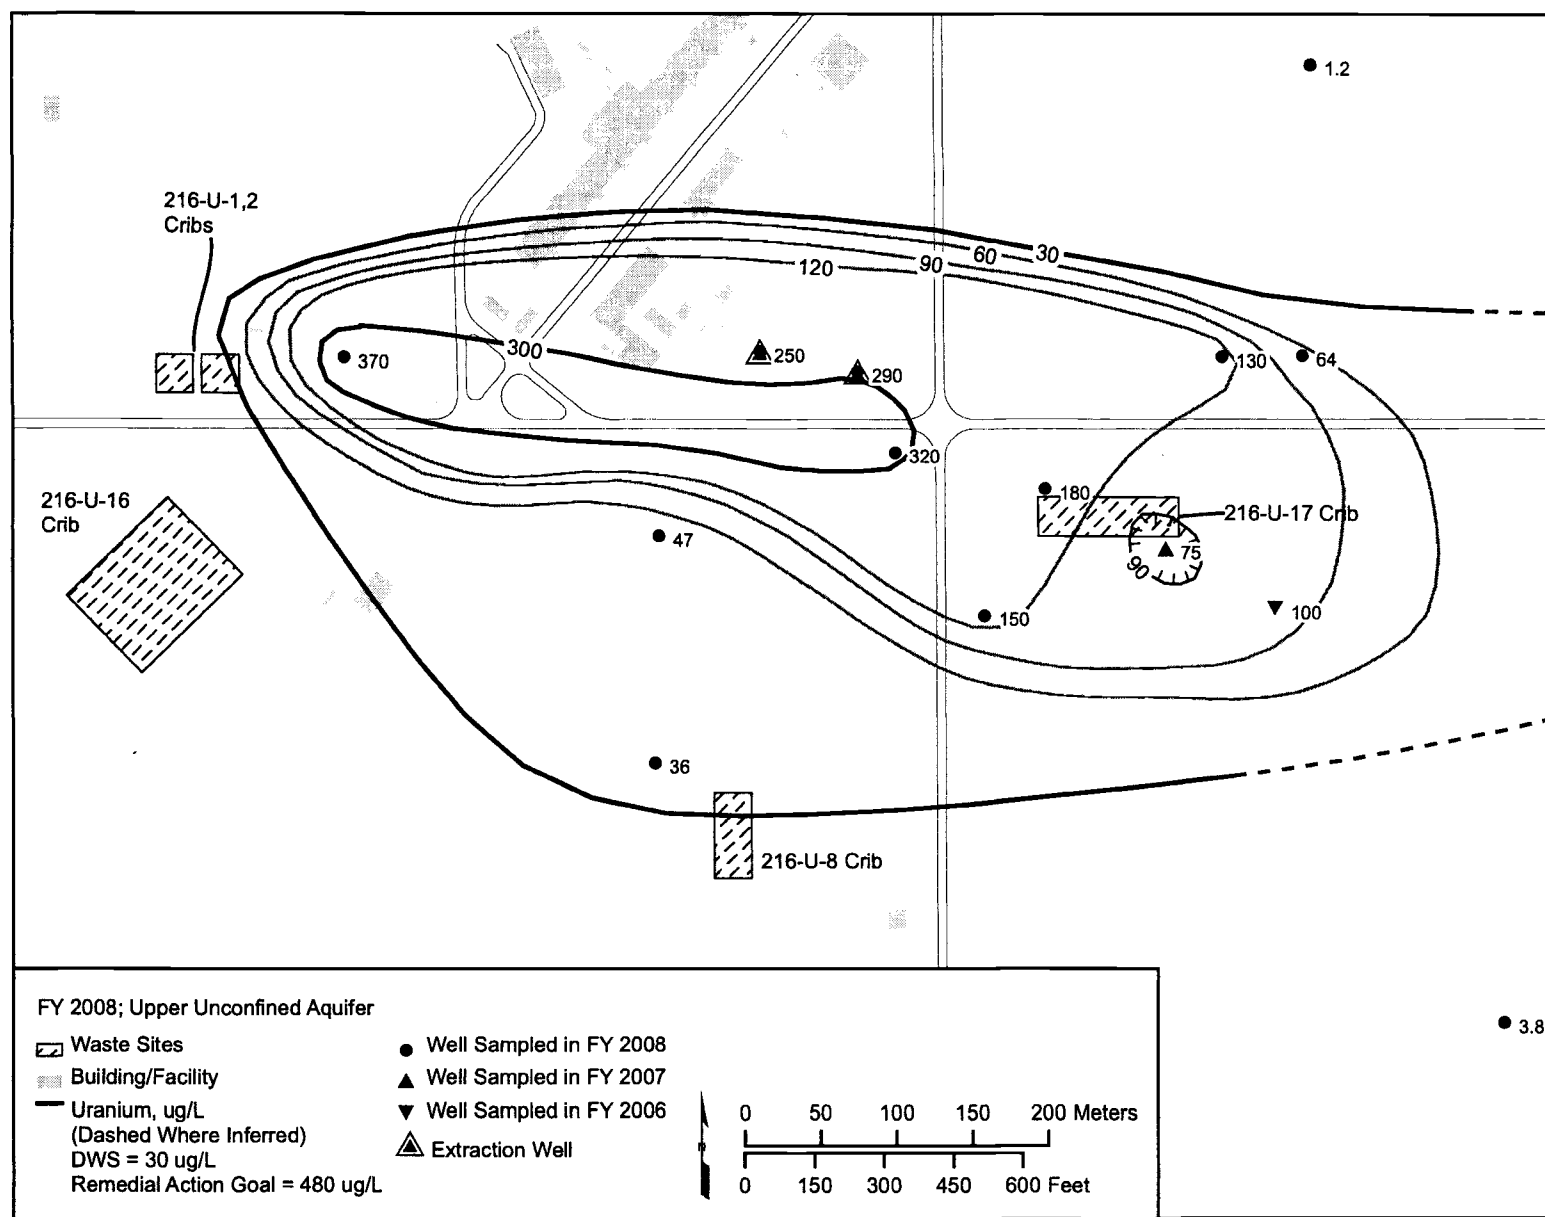 1.2
216-U-1,2
Cribs
30
60
90
120
300
370
250
290
130
64
320
216-U-16
Crib
180
216-U-17 Crib
47
75
90
150
100
36
216-U-8 Crib
3.8
FY 2008; Upper Unconfined Aquifer
Waste Sites
Building/Facility
Uranium, ug/L
(Dashed Where Inferred)
DWS = 30 ug/L
Remedial Action Goal = 480 ug/L
Well Sampled in FY 2008
Well Sampled in FY 2007
Well Sampled in FY 2006
Extraction Well
0 50 100 150 200 Meters
0 150 300 450 600 Feet